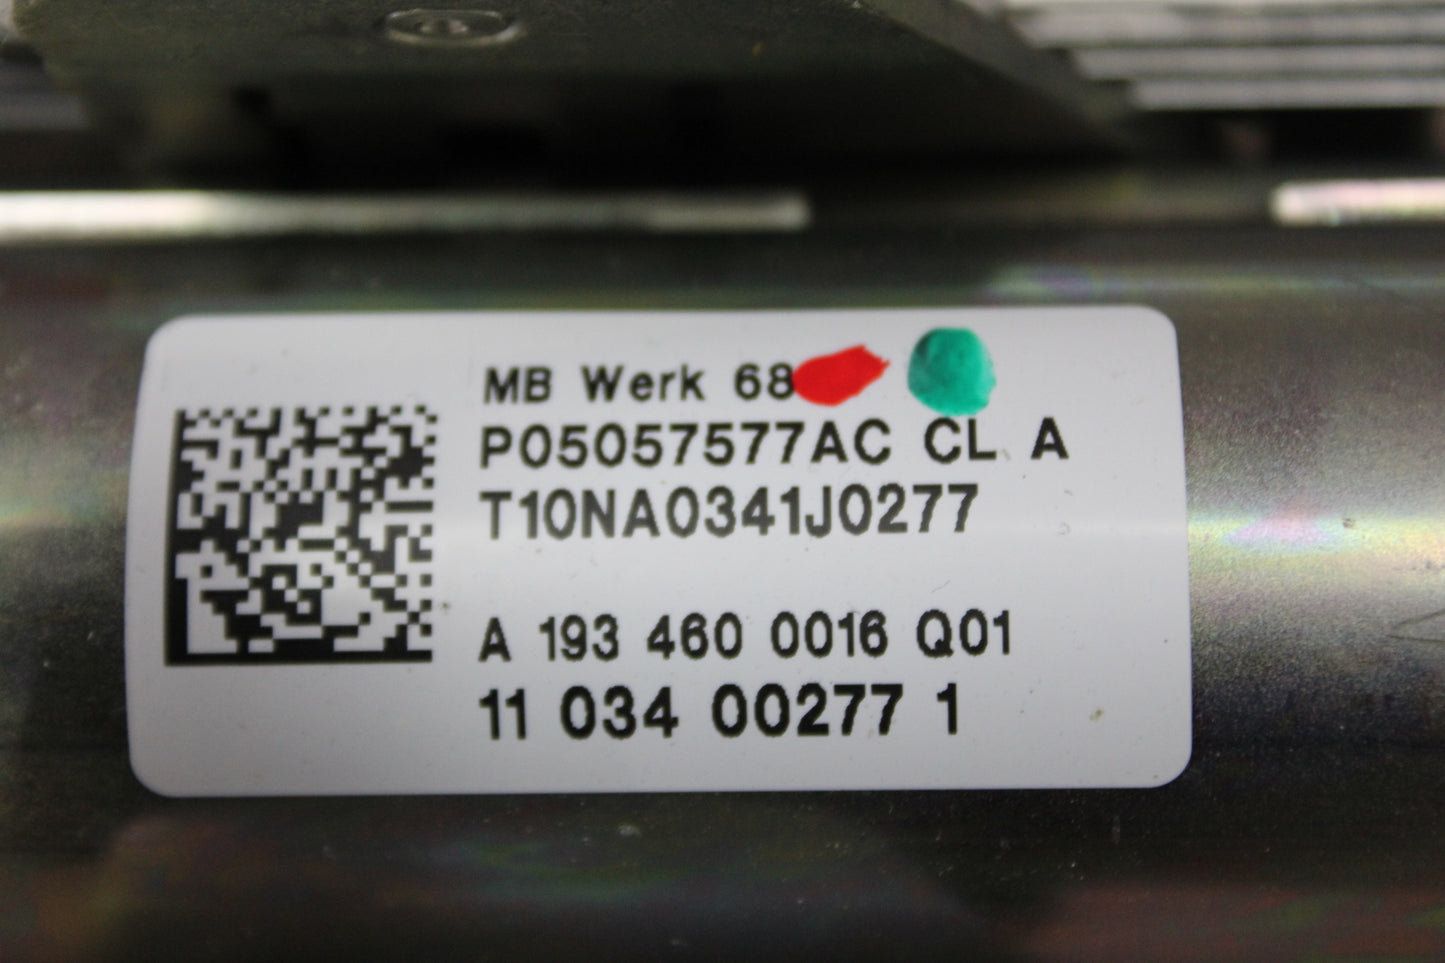 MB Werk 68
P05057577AC CL A
T10NA0341J0277
A 193 460 0016 Q01
11 034 00277 1